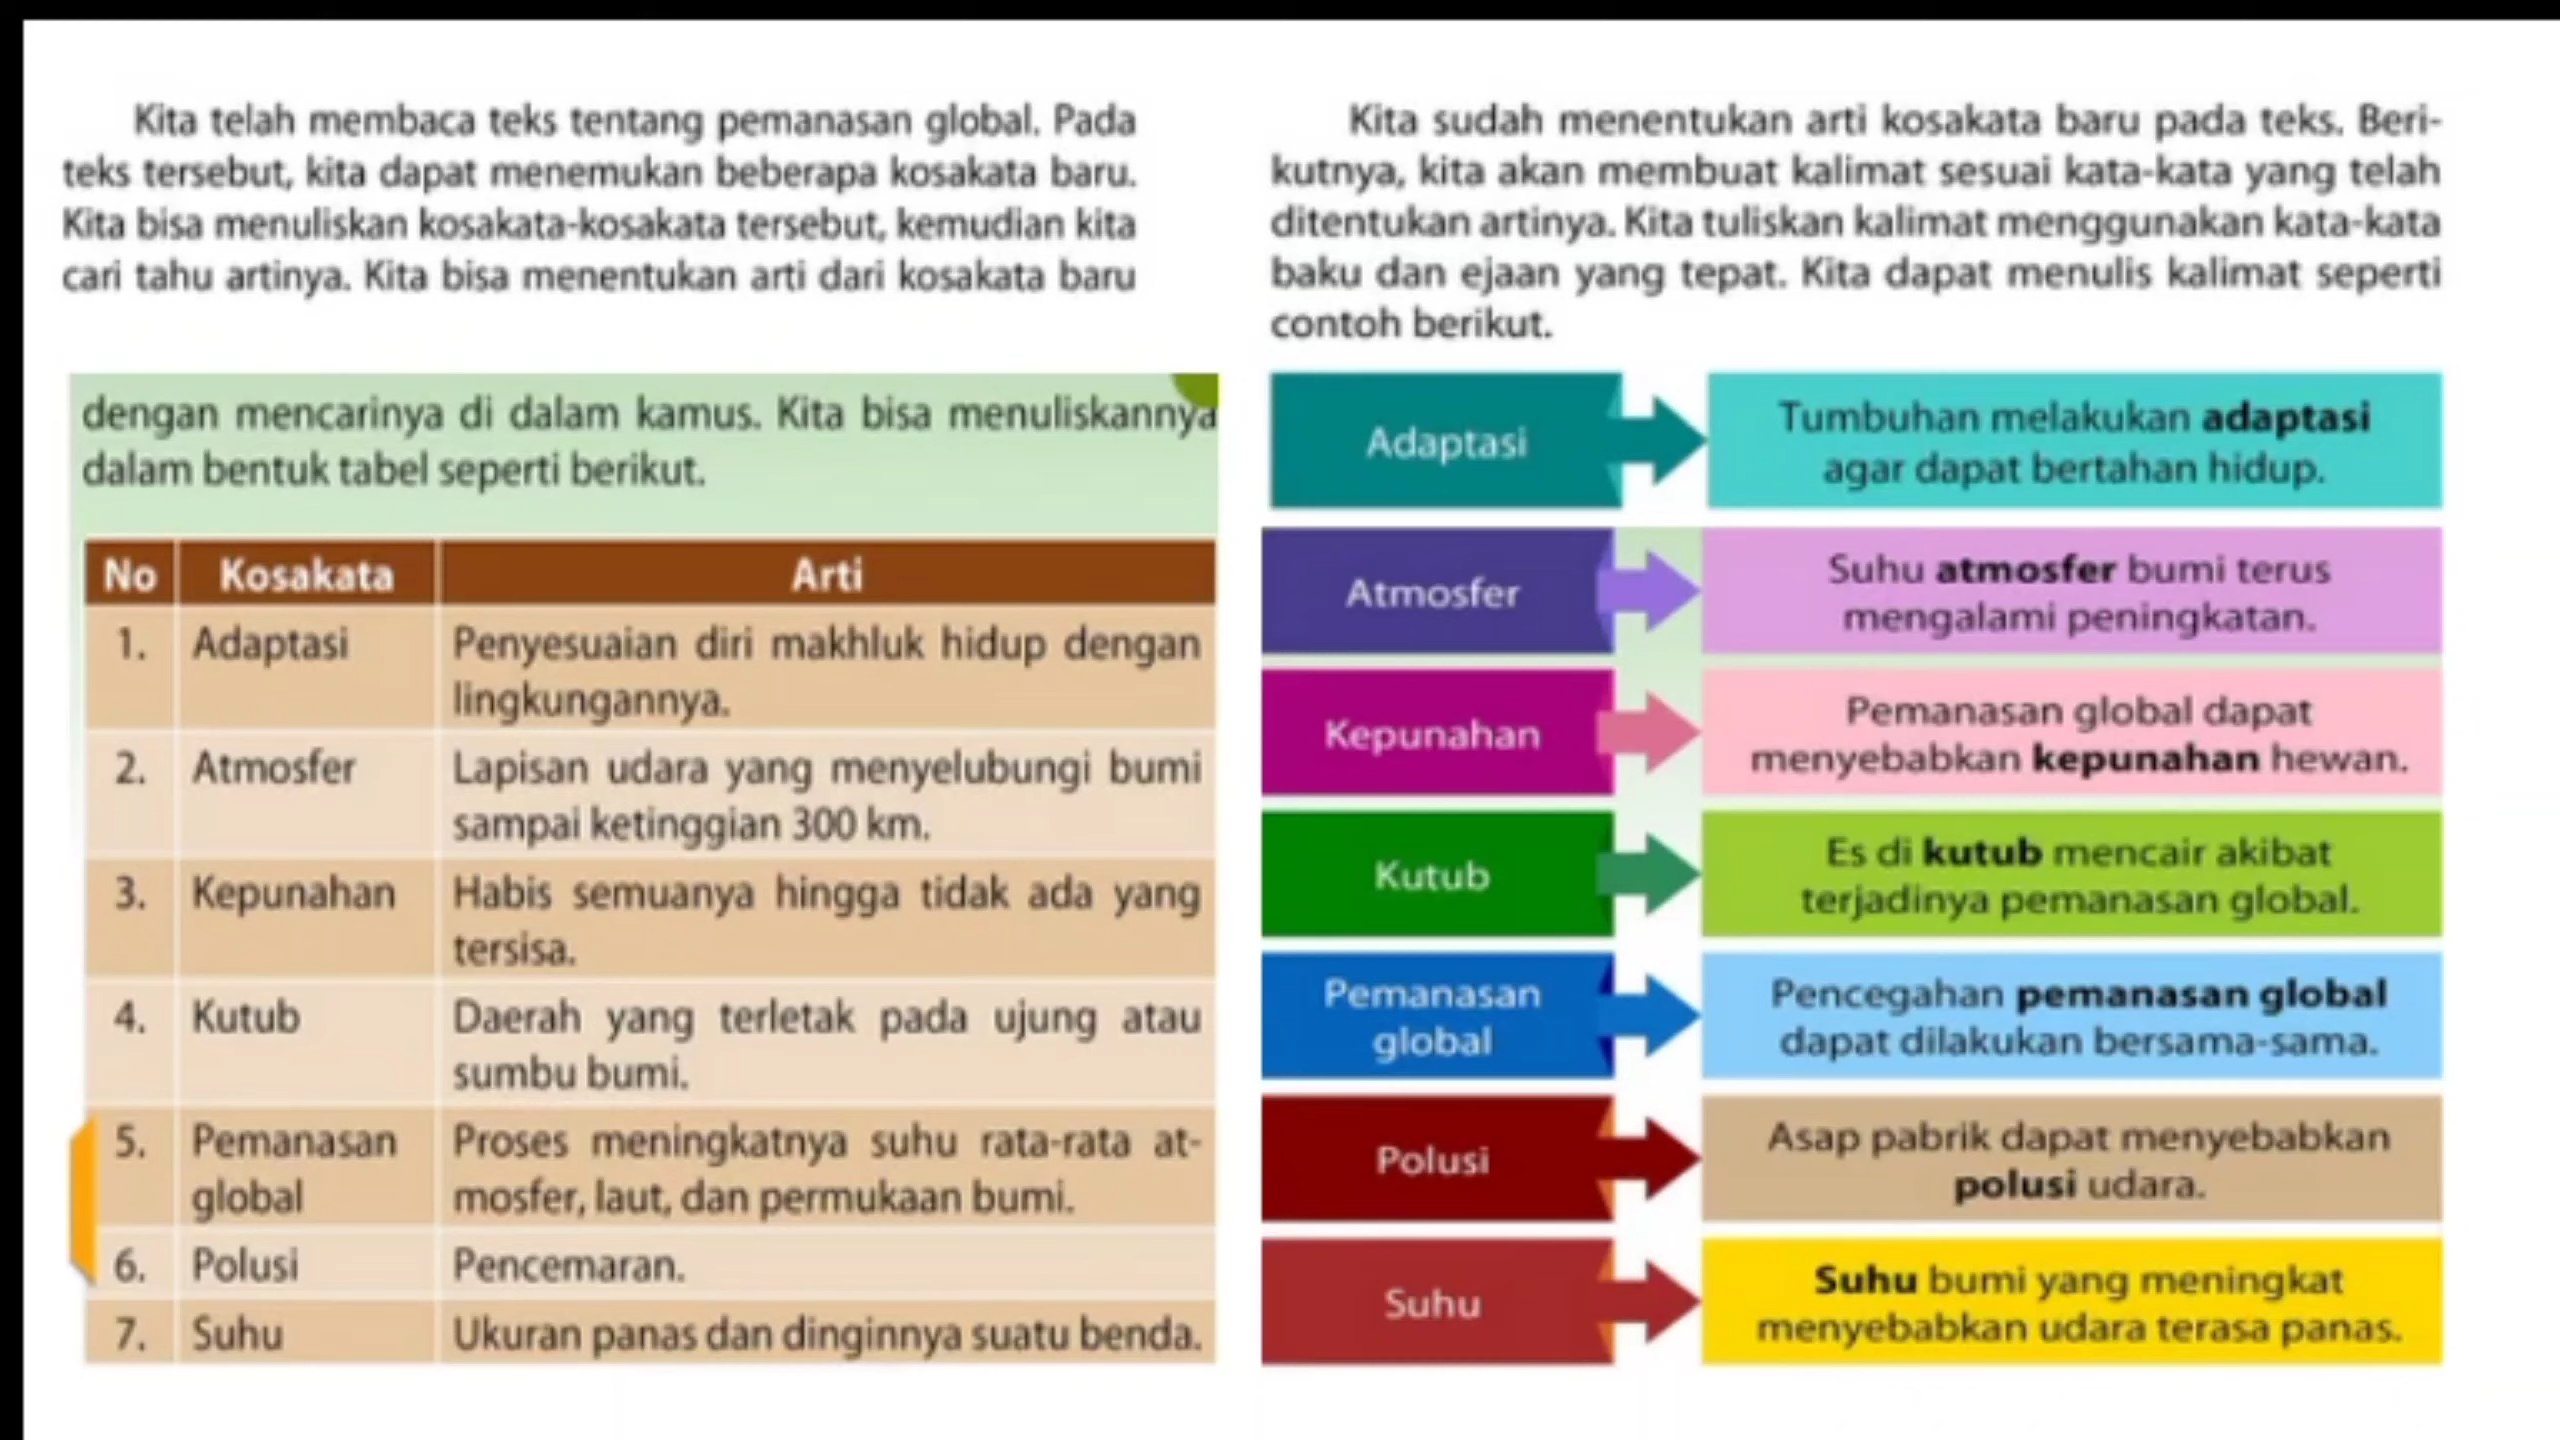 Kita telah membaca teks tentang pemanasan global. Pada
teks tersebut, kita dapat menemukan beberapa kosakata baru.
Kita bisa menuliskan kosakata-kosakata tersebut, kemudian kita
cari tahu artinya. Kita bisa menentukan arti dari kosakata baru
dengan mencarinya di dalam kamus. Kita bisa menuliskannya
dalam bentuk tabel seperti berikut.
No Kosakata Arti
1. Adaptasi Penyesuaian diri makhluk hidup dengan
lingkungannya.
2. Atmosfer Lapisan udara yang menyelubungi bumi
sampai ketinggian 300 km.
3. Kepunahan Habis semuanya hingga tidak ada yang
tersisa.
4. Kutub Daerah yang terletak pada ujung atau
sumbu bumi.
5. Pemanasan Proses meningkatnya suhu rata-rata at-
global mosfer, laut, dan permukaan bumi.
6. Polusi Pencemaran.
7. Suhu Ukuran panas dan dinginnya suatu benda.
Kita sudah menentukan arti kosakata baru pada teks. Beri-
kutnya, kita akan membuat kalimat sesuai kata-kata yang telah
ditentukan artinya. Kita tuliskan kalimat menggunakan kata-kata
baku dan ejaan yang tepat. Kita dapat menulis kalimat seperti
contoh berikut.
Adaptasi
Tumbuhan melakukan adaptasi
agar dapat bertahan hidup.
Atmosfer
Suhu atmosfer bumi terus
mengalami peningkatan.
Kepunahan
Pemanasan global dapat
menyebabkan kepunahan hewan.
Kutub
Es di kutub mencair akibat
terjadinya pemanasan global.
Pemanasan
global
Pencegahan pemanasan global
dapat dilakukan bersama-sama.
Polusi
Asap pabrik dapat menyebabkan
polusi udara.
Suhu
Suhu bumi yang meningkat
menyebabkan udara terasa panas.